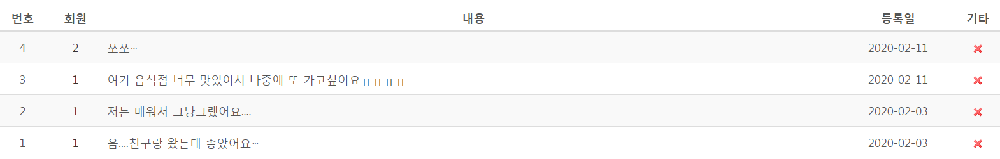 번호 회원 내용 등록일 기타
4 2 쏘쏘~ 2020-02-11
3 1 여기 음식점 너무 맛있어서 나중에 또 가고싶어요ㅠㅠㅠㅠ 2020-02-11
2 1 저는 매워서 그냥그랬어요.... 2020-02-03
1 1 음....친구랑 왔는데 좋았어요~ 2020-02-03